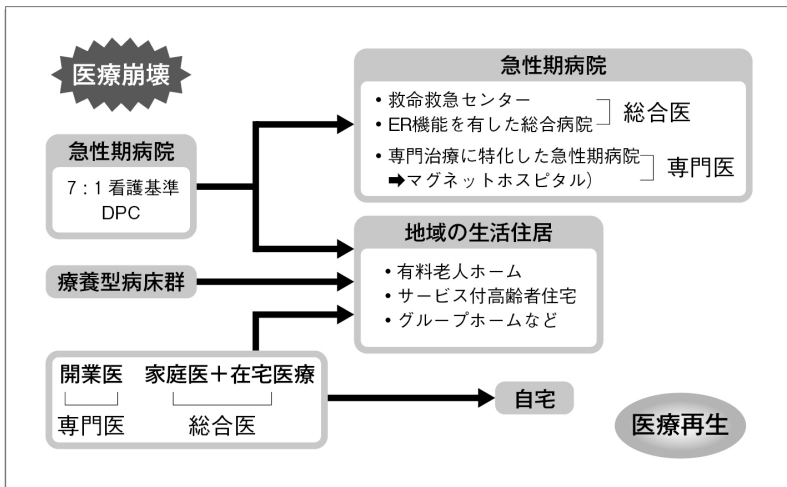 医療崩壊
急性期病院
7：1 看護基準
DPC
療養型病床群
開業医　家庭医＋在宅医療
専門医　総合医
急性期病院
• 救命救急センター
• ER機能を有した総合病院
総合医
• 専門治療に特化した急性期病院
➡マグネットホスピタル）
専門医
地域の生活住居
• 有料老人ホーム
• サービス付高齢者住宅
• グループホームなど
自宅
医療再生